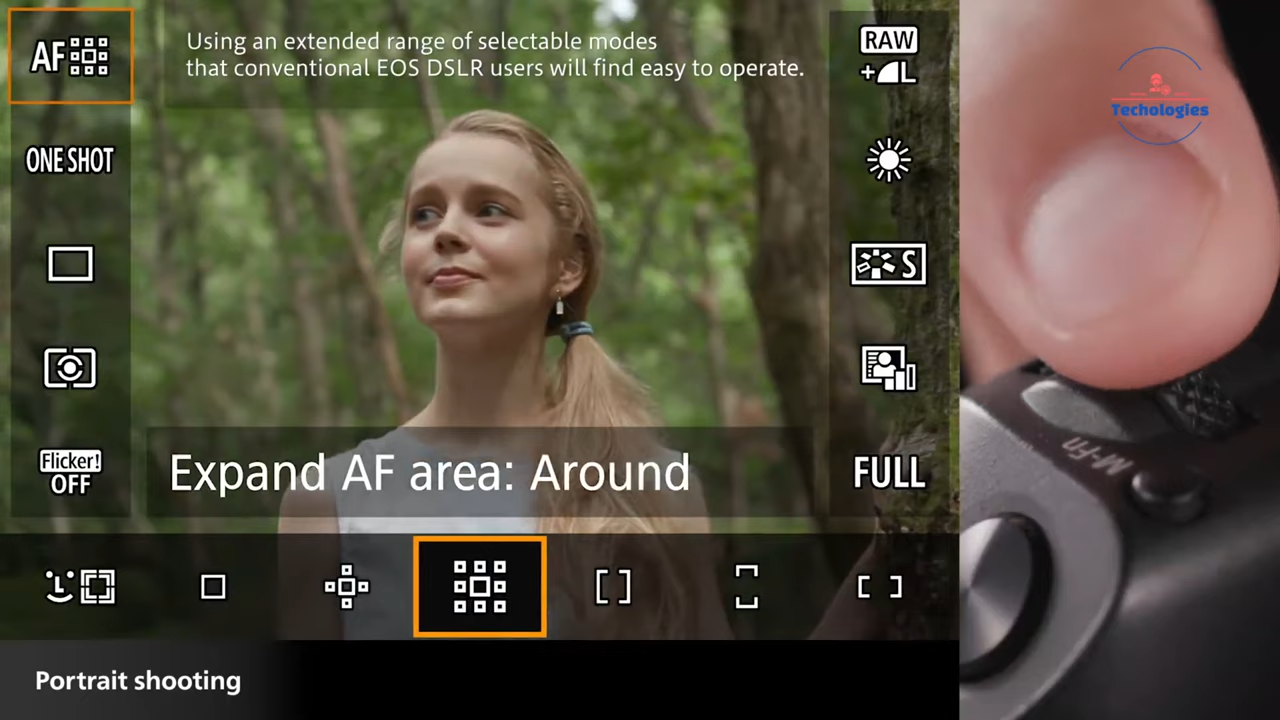 AF
Using an extended range of selectable modes
that conventional EOS DSLR users will find easy to operate.
RAW
+L
Techologies
ONE SHOT
S
M-Fn
Flicker!
OFF
Expand AF area: Around
FULL
Portrait shooting